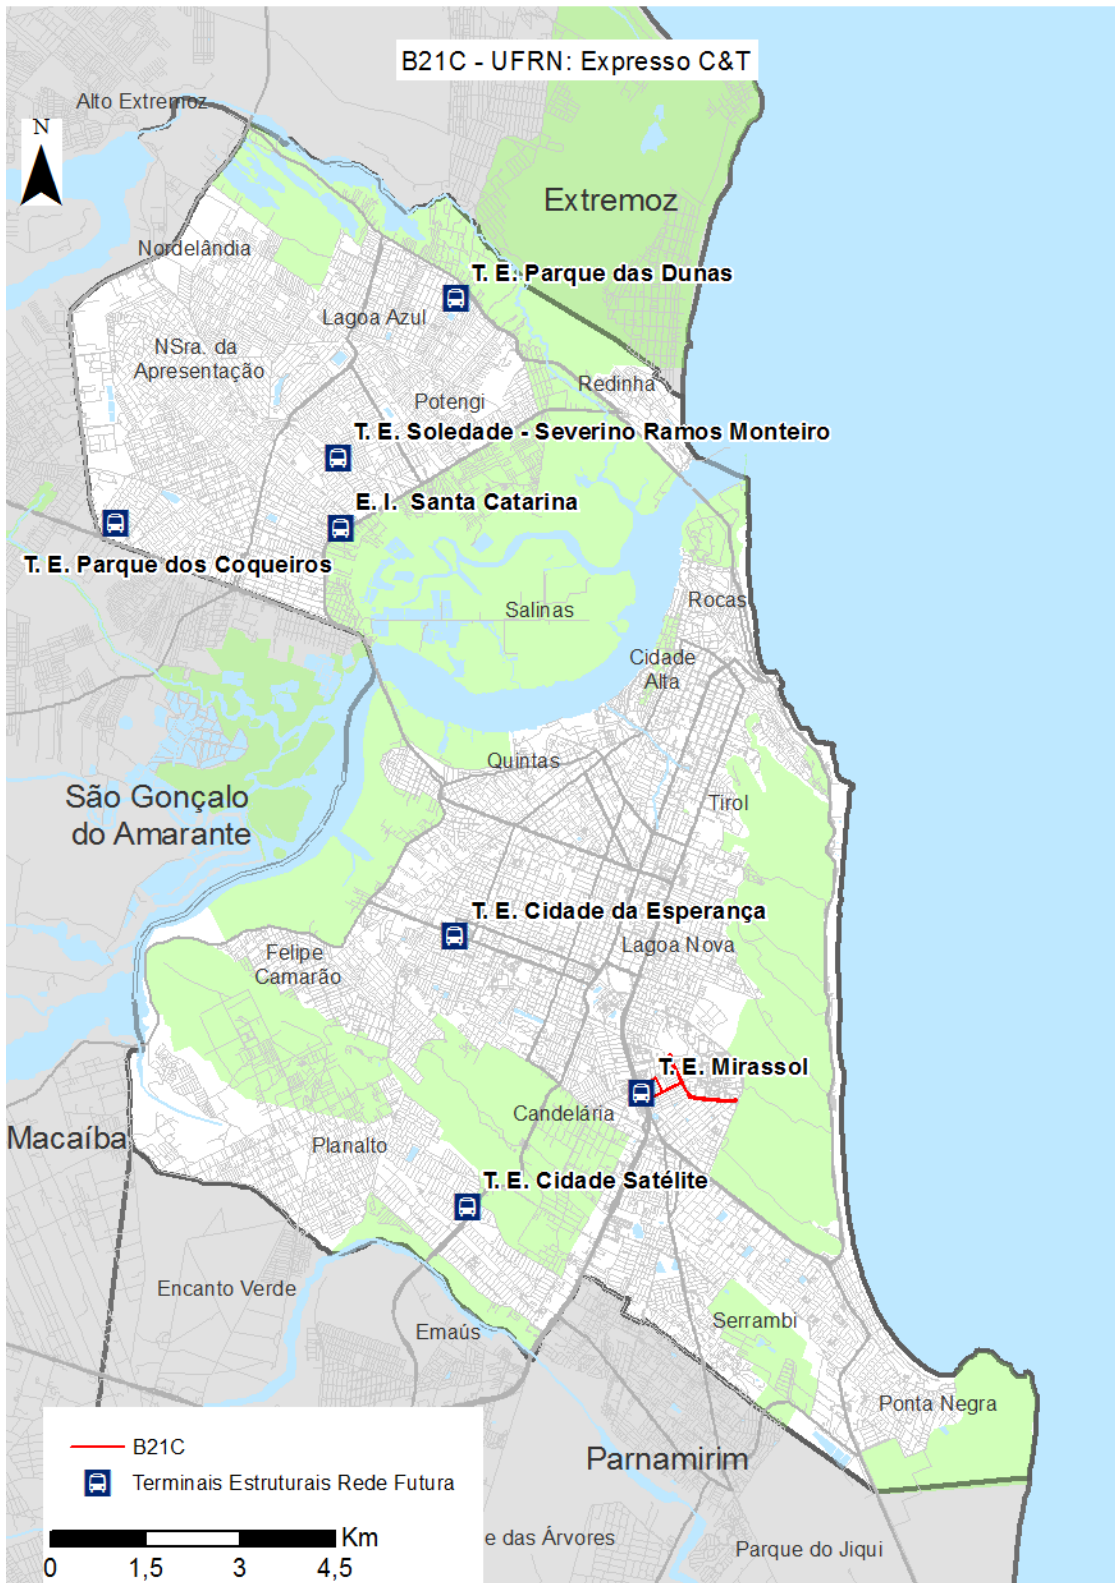 B21C - UFRN: Expresso C&T
Alto Extremoz
N
Extremoz
Nordelândia
T. E. Parque das Dunas
Lagoa Azul
NSra. da
Apresentação
Redinha
Potengi
T. E. Soledade - Severino Ramos Monteiro
E. I. Santa Catarina
T. E. Parque dos Coqueiros
Rocas
Salinas
Cidade
Alta
Quintas
São Gonçalo
do Amarante
Tirol
T. E. Cidade da Esperança
Lagoa Nova
Felipe
Camarão
T. E. Mirassol
Candelária
Macaíba
Planalto
T. E. Cidade Satélite
Encanto Verde
Serrambi
Emaús
Ponta Negra
B21C
Parnamirim
Terminais Estruturais Rede Futura
Km
e das Árvores
Parque do Jiqui
0 1,5 3 4,5